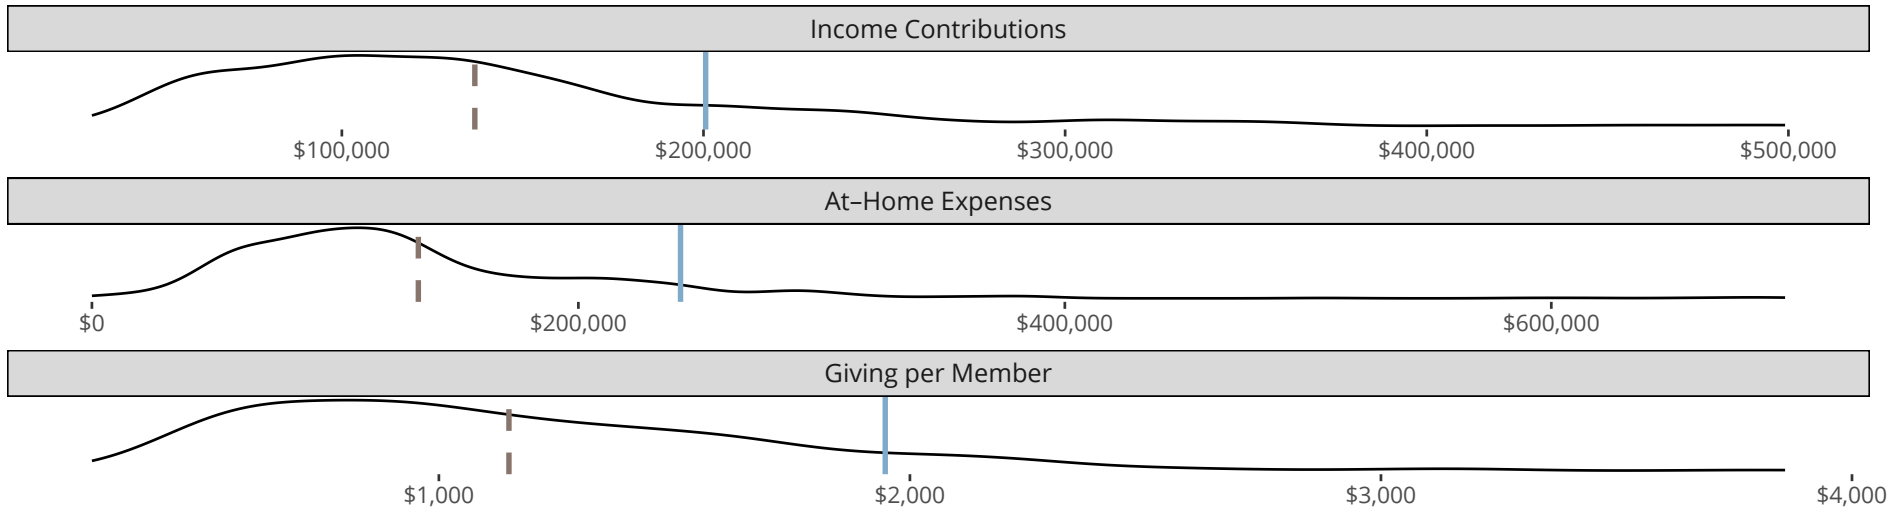 Income Contributions
$100,000 $200,000 $300,000 $400,000 $500,000
At–Home Expenses
$0 $200,000 $400,000 $600,000
Giving per Member
$1,000 $2,000 $3,000 $4,000